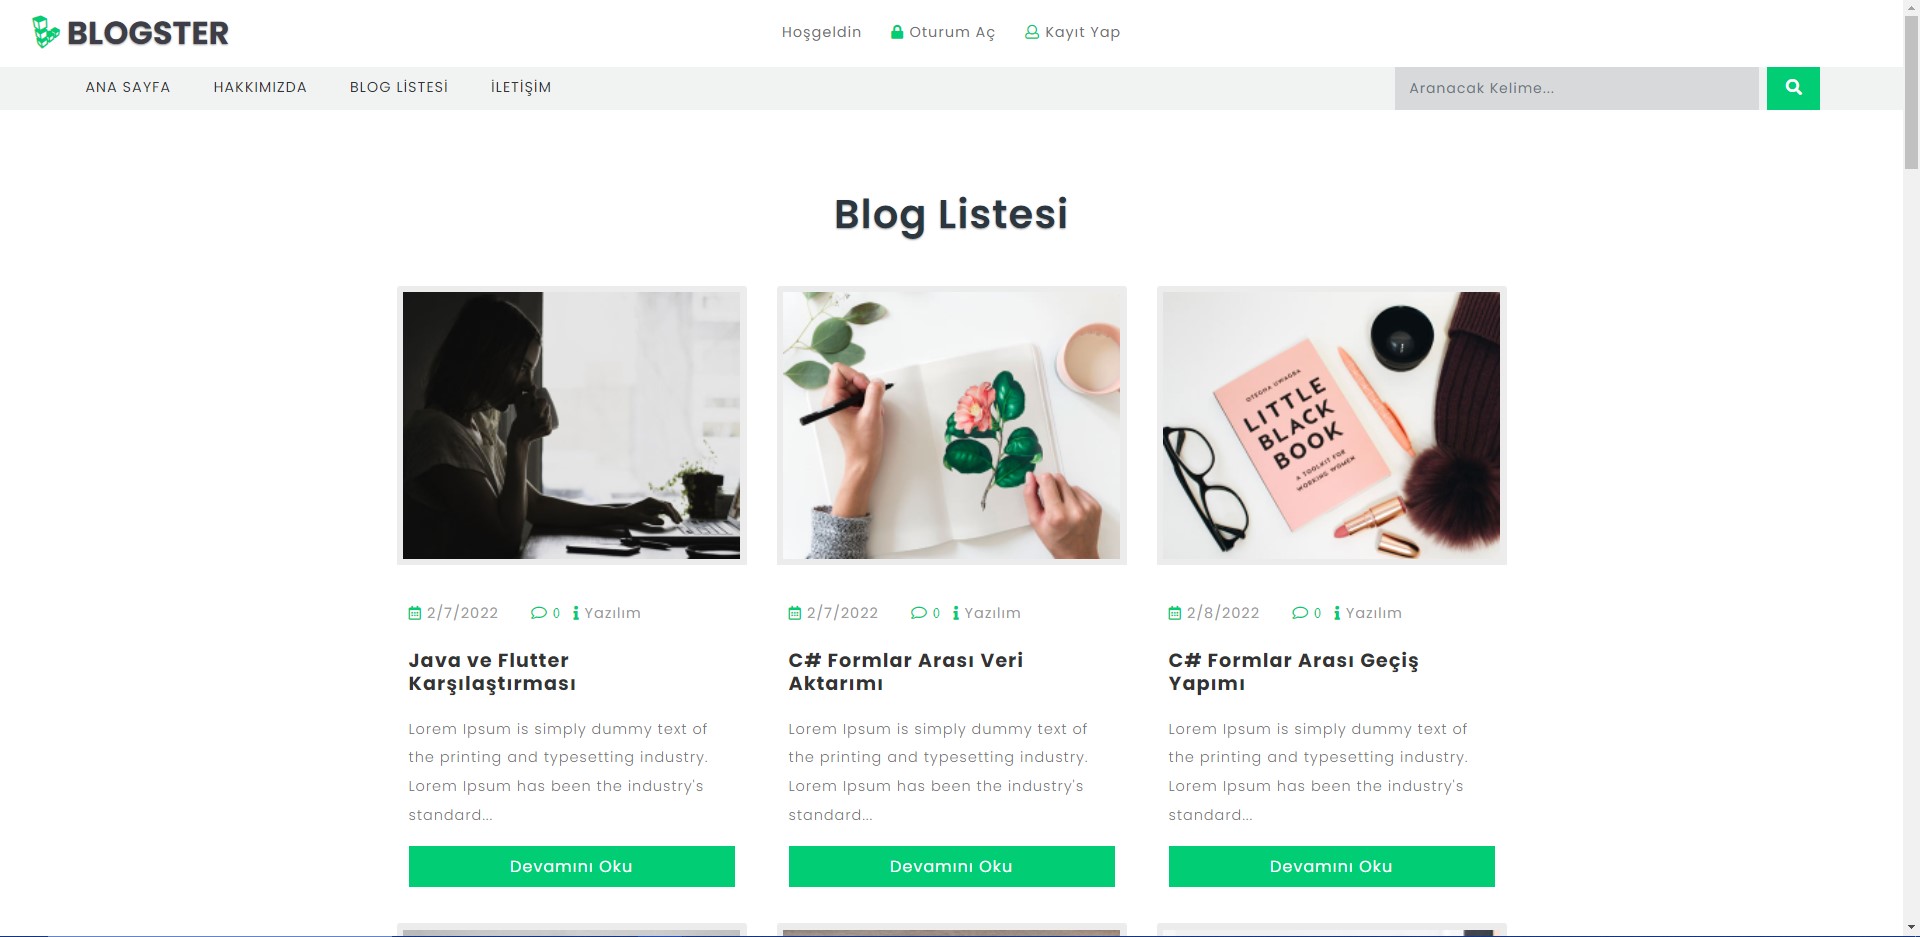 BLOGSTER
Hoşgeldin Oturum Aç Kayıt Yap
ANA SAYFA HAKKIMIZDA BLOG LİSTESİ İLETİŞİM Aranacak Kelime...
Blog Listesi
OTEGHA UWAGBA
LITTLE
BLACK
BOOK
A TOOLKIT FOR
WORKING WOMEN
2/7/2022 0 Yazılım
Java ve Flutter
Karşılaştırması
Lorem Ipsum is simply dummy text of
the printing and typesetting industry.
Lorem Ipsum has been the industry's
standard...
Devamını Oku
2/7/2022 0 Yazılım
C# Formlar Arası Veri
Aktarımı
Lorem Ipsum is simply dummy text of
the printing and typesetting industry.
Lorem Ipsum has been the industry's
standard...
Devamını Oku
2/8/2022 0 Yazılım
C# Formlar Arası Geçiş
Yapımı
Lorem Ipsum is simply dummy text of
the printing and typesetting industry.
Lorem Ipsum has been the industry's
standard...
Devamını Oku